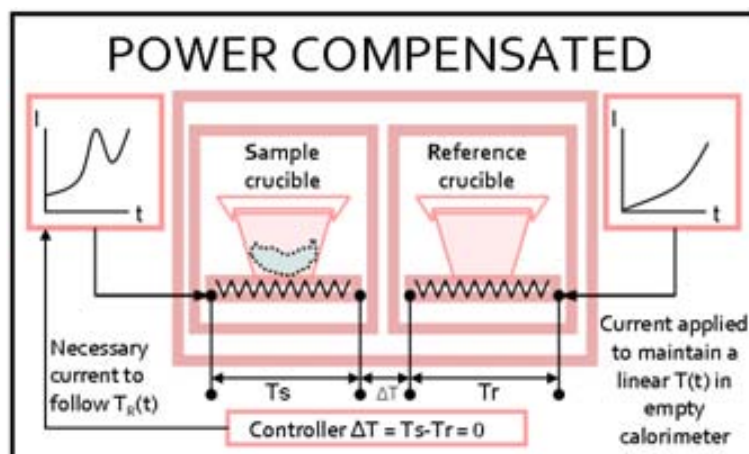 POWER COMPENSATED
I
t
Sample
crucible
Reference
crucible
I
t
Necessary
current to
follow T_R(t)
Ts
ΔT
Tr
Current applied
to maintain a
linear T(t) in
empty
calorimeter
Controller ΔT = Ts-Tr = 0